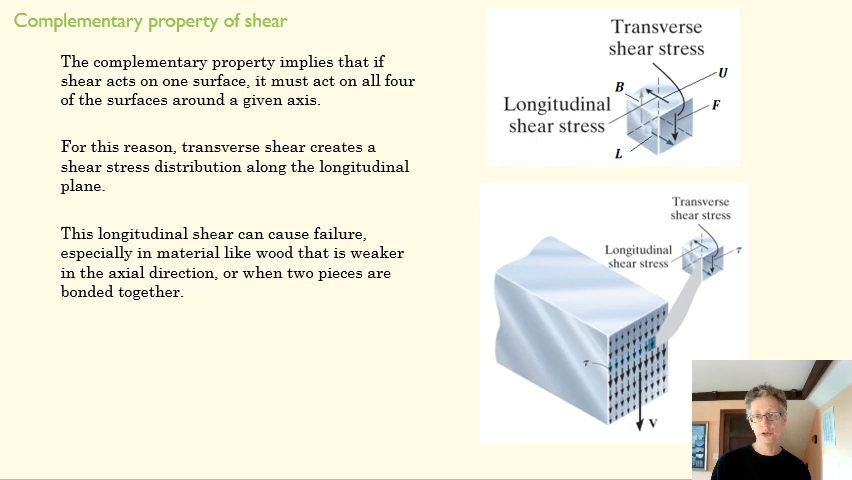 Complementary property of shear
The complementary property implies that if
shear acts on one surface, it must act on all four
of the surfaces around a given axis.
For this reason, transverse shear creates a
shear stress distribution along the longitudinal
plane.
This longitudinal shear can cause failure,
especially in material like wood that is weaker
in the axial direction, or when two pieces are
bonded together.
Transverse
shear stress
U
B
F
Longitudinal
shear stress
L
Transverse
shear stress
Longitudinal
shear stress
τ
τ
V